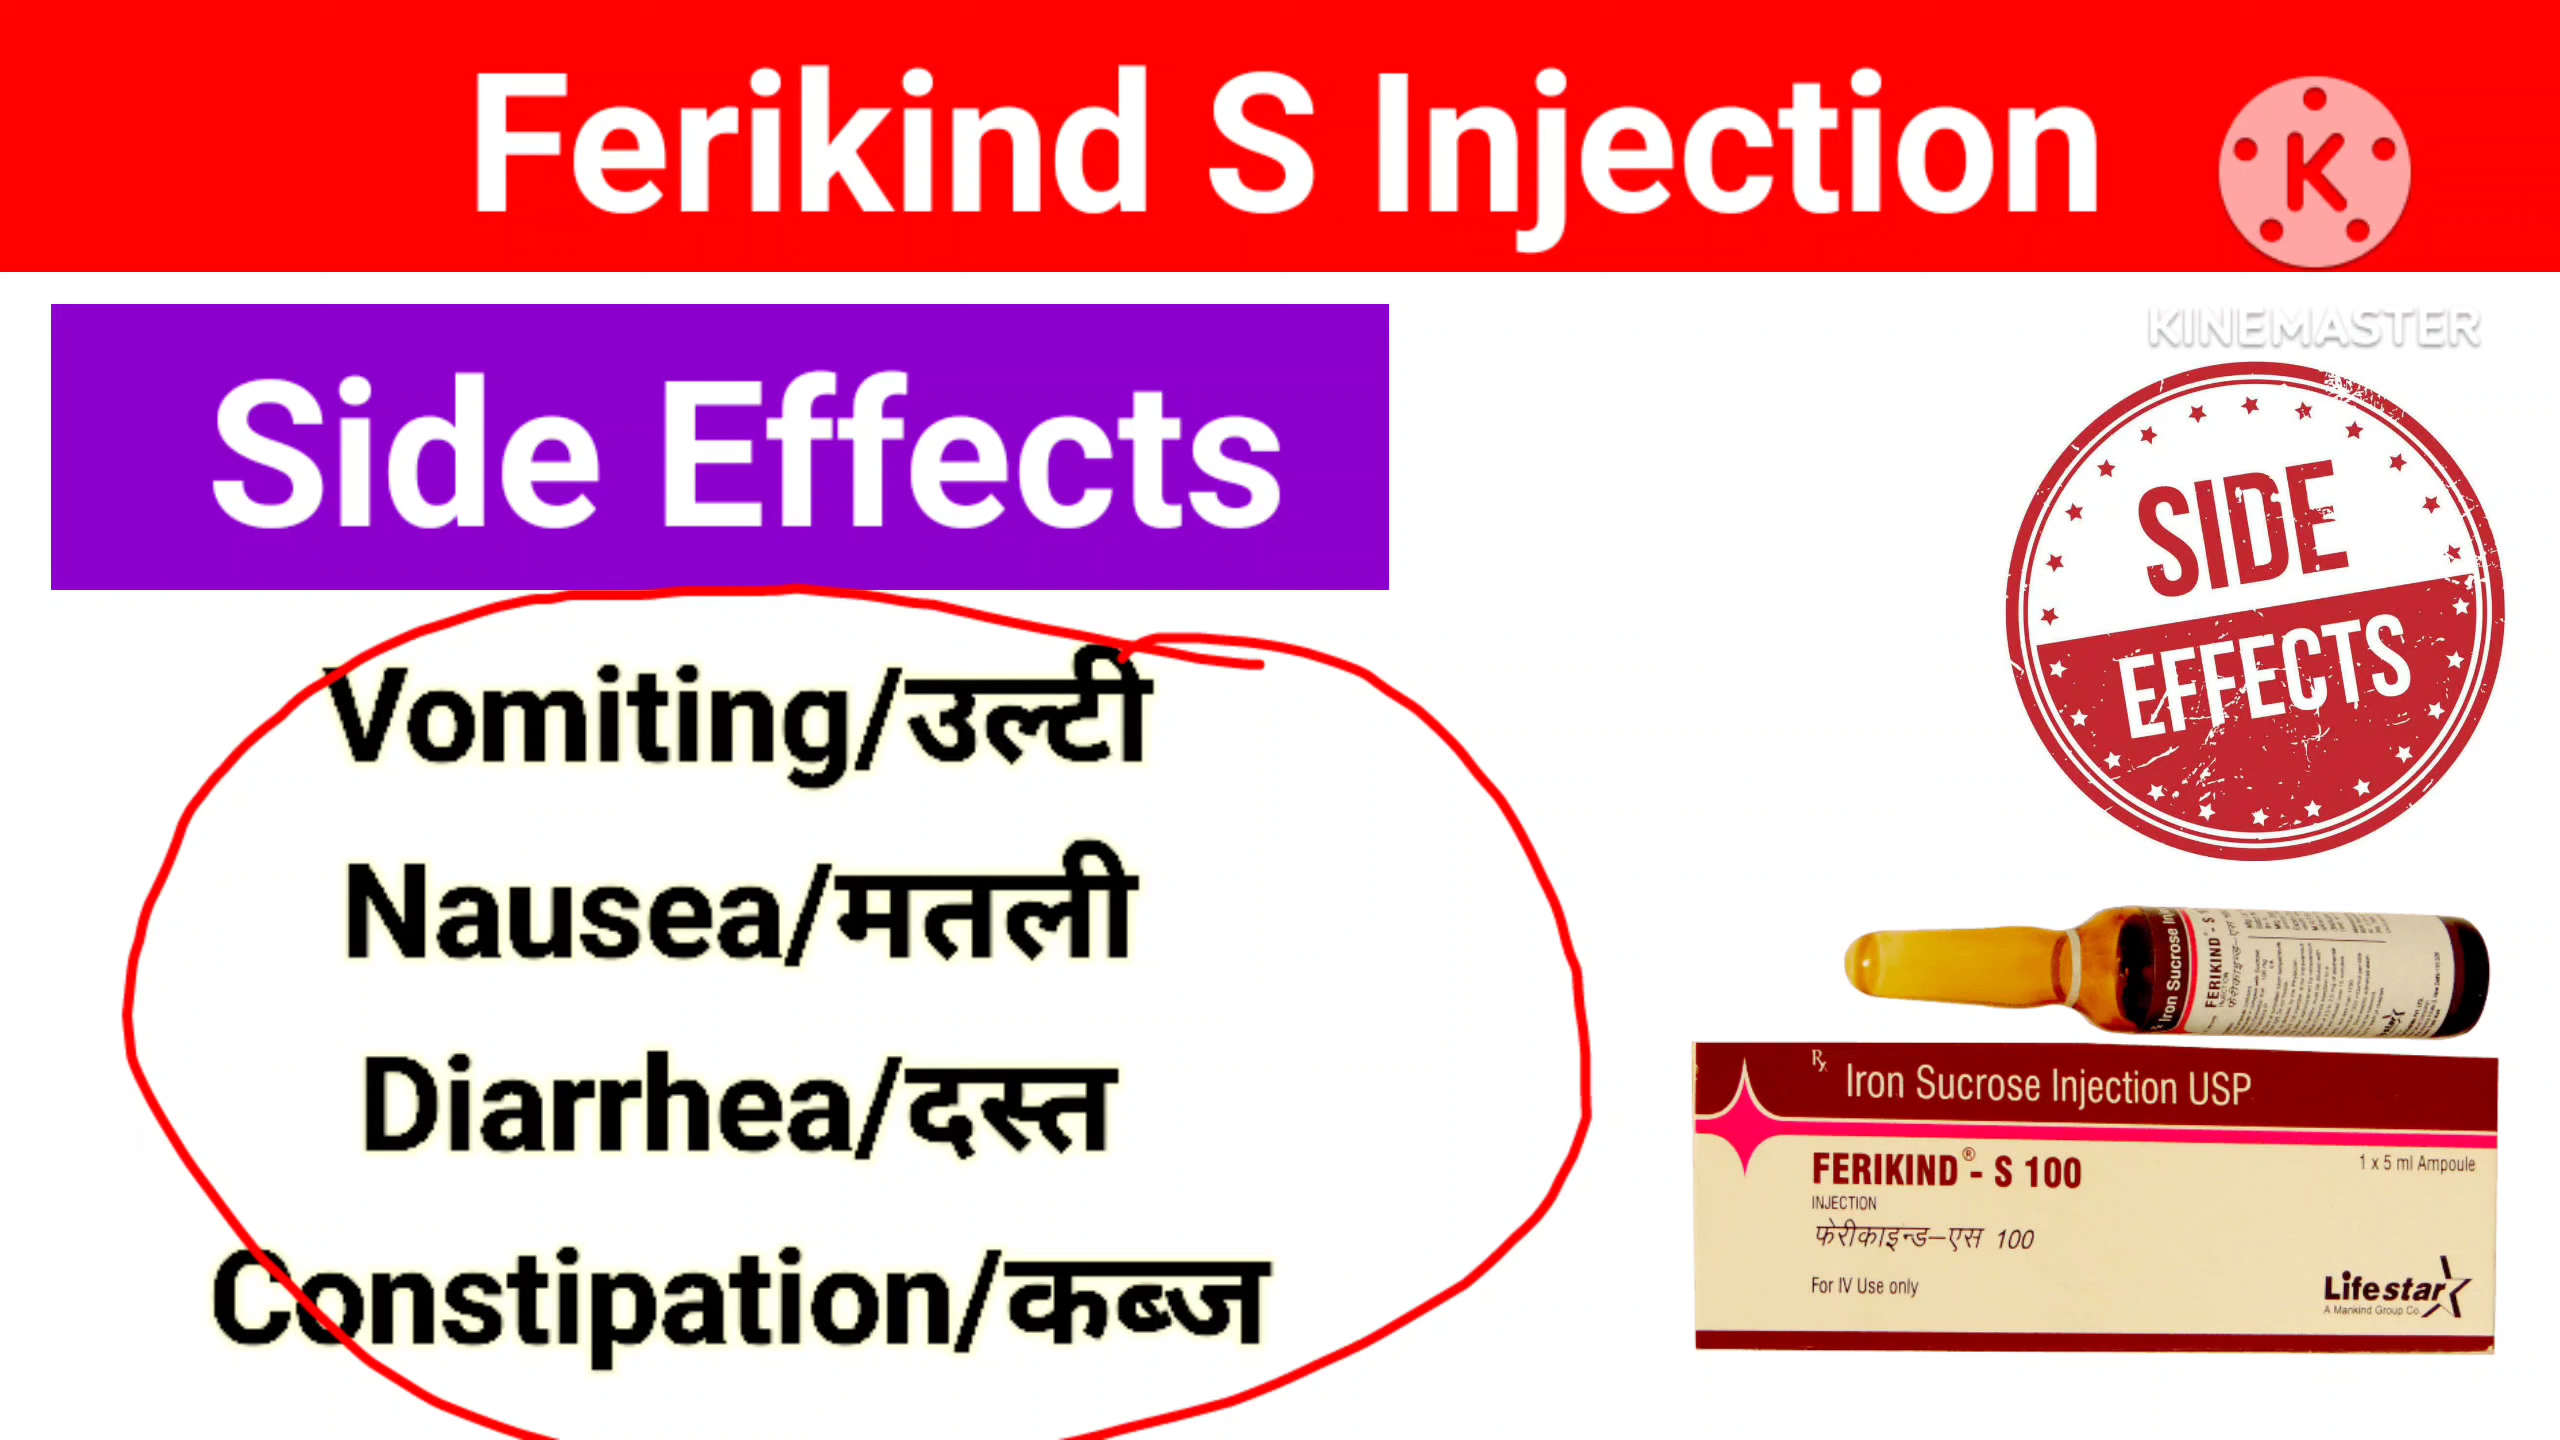 Ferikind S Injection
K
KINEMASTER
Side Effects
SIDE
EFFECTS
Vomiting/उल्टी
Nausea/मतली
Diarrhea/दस्त
Constipation/कब्ज
Iron Sucrose
FERIKIND - S
Rx Iron Sucrose Injection USP
FERIKIND® - S 100
1 x 5 ml Ampoule
INJECTION
फेरीकाइन्ड–एस 100
For IV Use only
Lifestar
A Mankind Group Co.